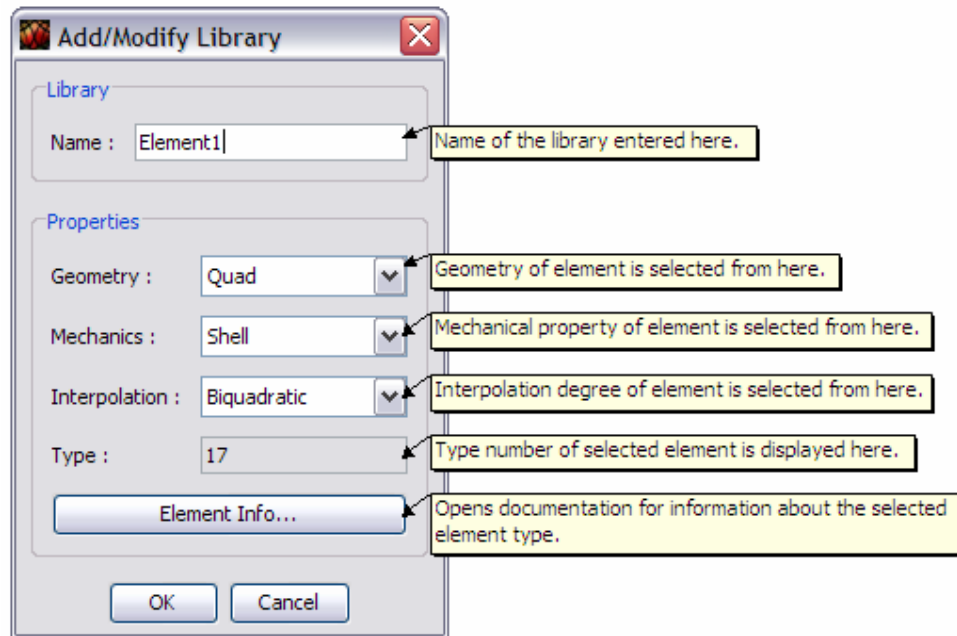 Add/Modify Library
Library
Name : Element1
Name of the library entered here.
Properties
Geometry : Quad
Geometry of element is selected from here.
Mechanics : Shell
Mechanical property of element is selected from here.
Interpolation : Biquadratic
Interpolation degree of element is selected from here.
Type : 17
Type number of selected element is displayed here.
Element Info...
Opens documentation for information about the selected
element type.
OK Cancel